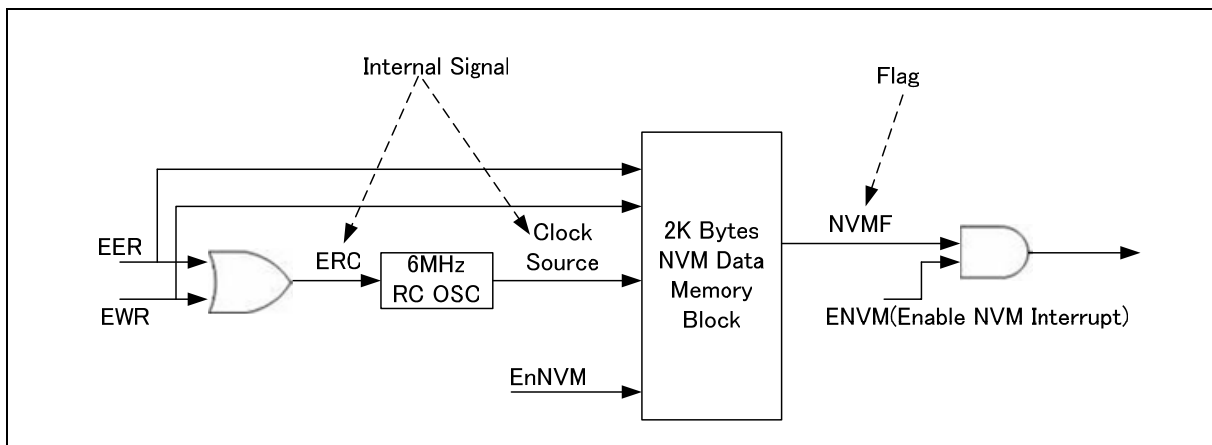 Internal Signal
Flag
EER
EWR
ERC
6MHz
RC OSC
Clock
Source
EnNVM
2K Bytes
NVM Data
Memory
Block
NVMF
ENVM(Enable NVM Interrupt)